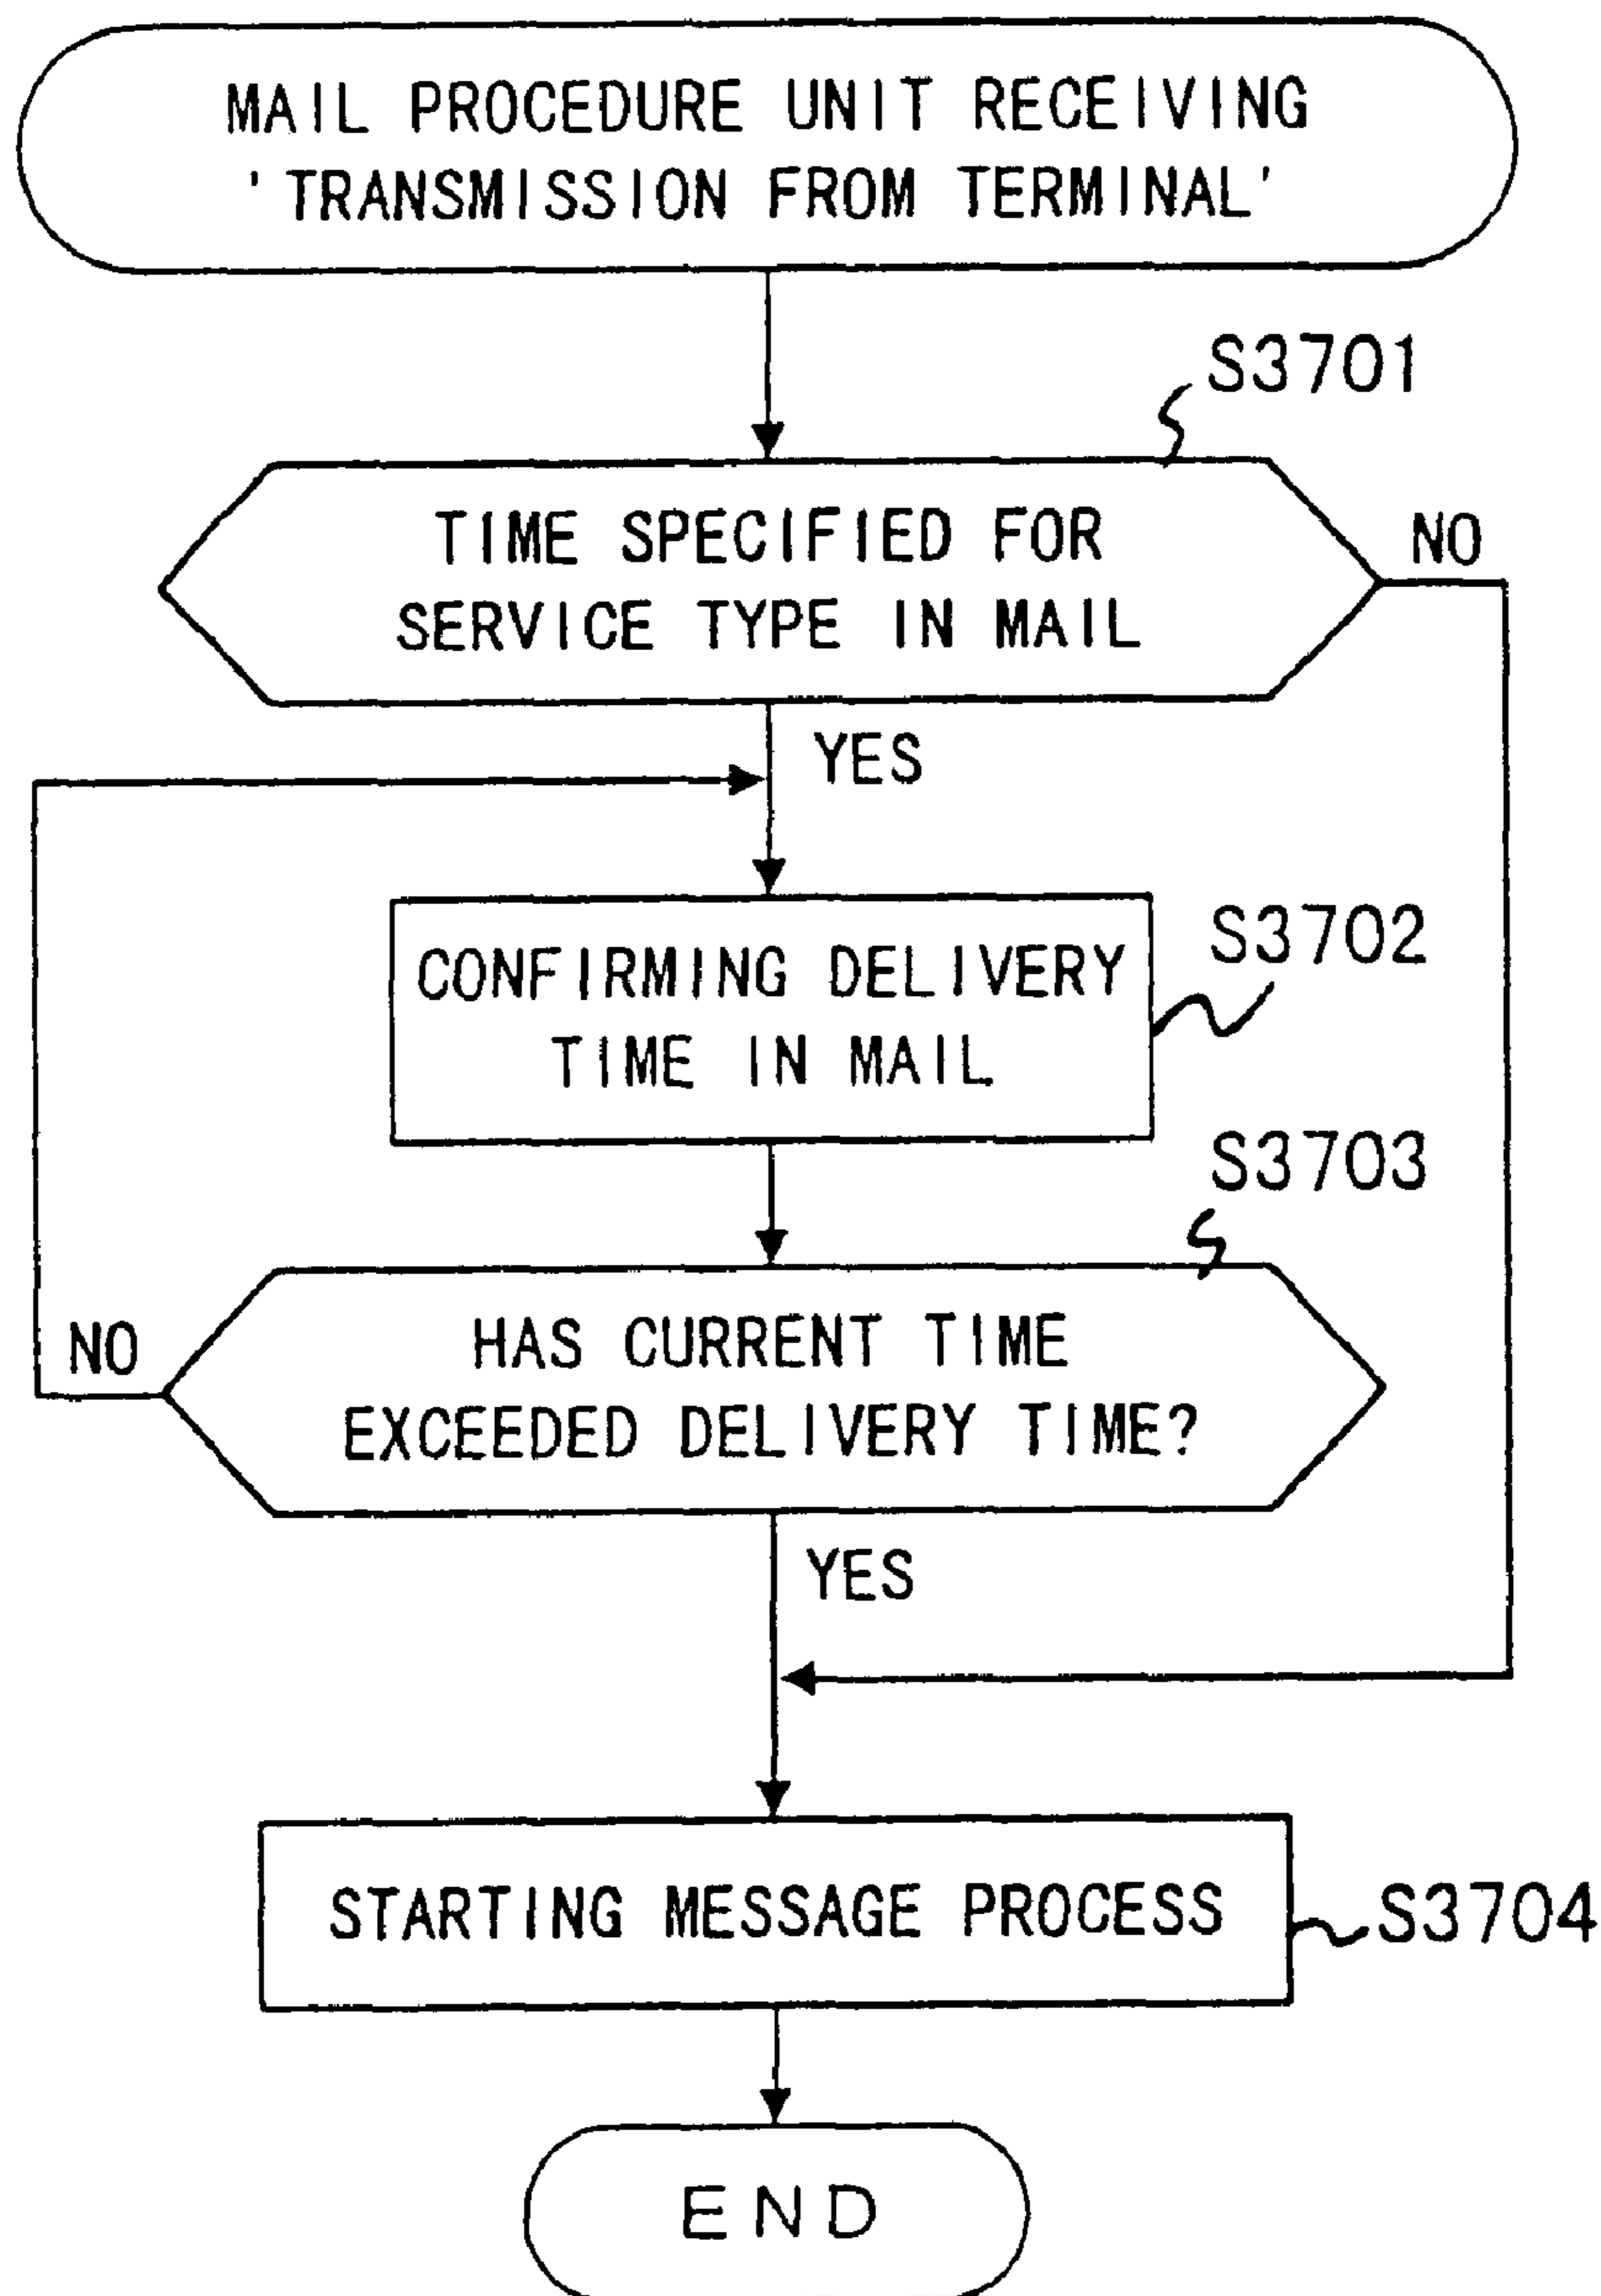 MAIL PROCEDURE UNIT RECEIVING
'TRANSMISSION FROM TERMINAL'
S3701
TIME SPECIFIED FOR
SERVICE TYPE IN MAIL
NO
YES
CONFIRMING DELIVERY
TIME IN MAIL
S3702
S3703
HAS CURRENT TIME
EXCEEDED DELIVERY TIME?
NO
YES
STARTING MESSAGE PROCESS
S3704
END